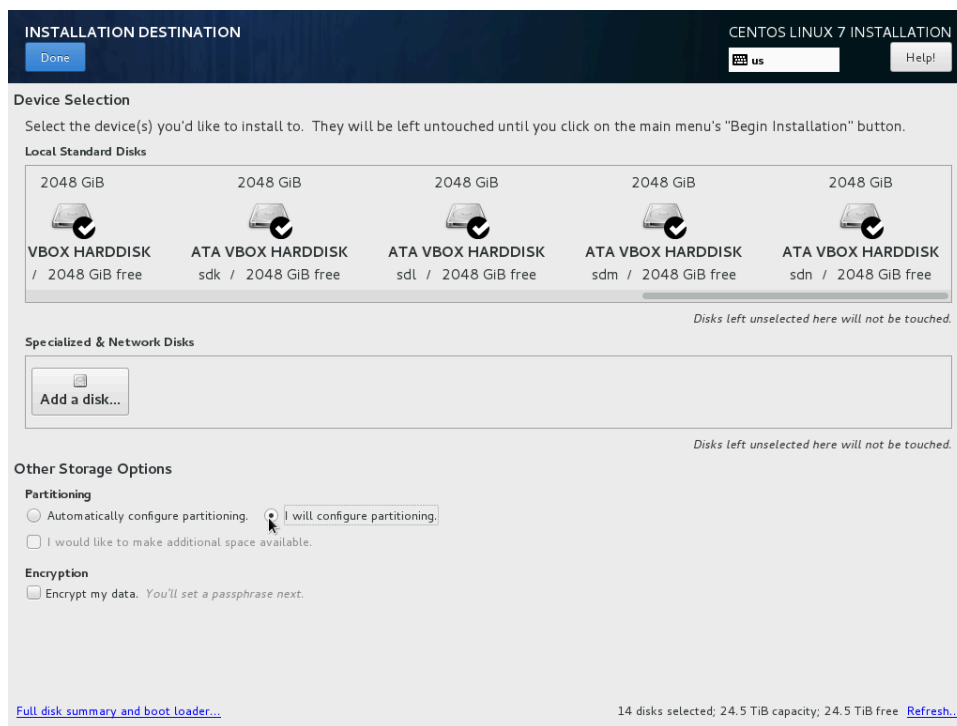 INSTALLATION DESTINATION
CENTOS LINUX 7 INSTALLATION
Done
us
Help!
Device Selection
Select the device(s) you'd like to install to. They will be left untouched until you click on the main menu's "Begin Installation" button.
Local Standard Disks
2048 GiB 2048 GiB 2048 GiB 2048 GiB 2048 GiB
VBOX HARDDISK ATA VBOX HARDDISK ATA VBOX HARDDISK ATA VBOX HARDDISK ATA VBOX HARDDISK
/ 2048 GiB free sdk / 2048 GiB free sdl / 2048 GiB free sdm / 2048 GiB free sdn / 2048 GiB free
Disks left unselected here will not be touched.
Specialized & Network Disks
Add a disk...
Disks left unselected here will not be touched.
Other Storage Options
Partitioning
Automatically configure partitioning. I will configure partitioning.
I would like to make additional space available.
Encryption
Encrypt my data. You'll set a passphrase next.
Full disk summary and boot loader... 14 disks selected; 24.5 TiB capacity; 24.5 TiB free Refresh..